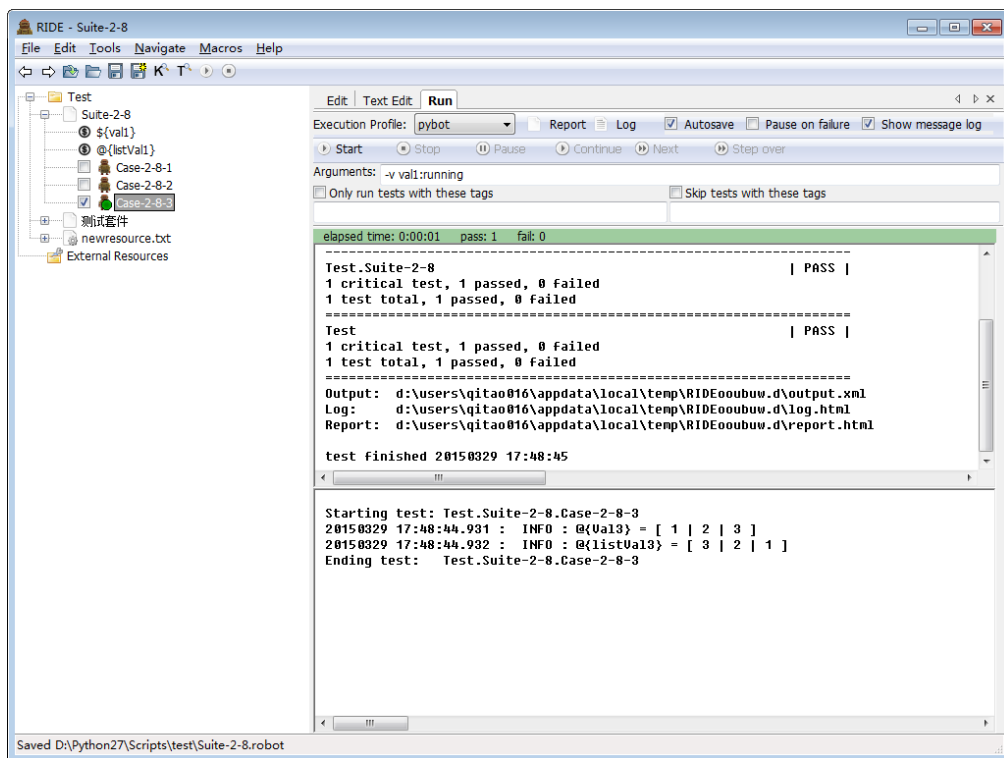 RIDE - Suite-2-8
File Edit Tools Navigate Macros Help
Test
Suite-2-8
${val1}
@{listVal1}
Case-2-8-1
Case-2-8-2
Case-2-8-3
测试套件
newresource.txt
External Resources
Edit Text Edit Run
Execution Profile: pybot Report Log Autosave Pause on failure Show message log
Start Stop Pause Continue Next Step over
Arguments: -v val1:running
Only run tests with these tags Skip tests with these tags
elapsed time: 0:00:01 pass: 1 fail: 0
------------------------------------------------------------------------------
Test.Suite-2-8 | PASS |
1 critical test, 1 passed, 0 failed
1 test total, 1 passed, 0 failed
==============================================================================
Test | PASS |
1 critical test, 1 passed, 0 failed
1 test total, 1 passed, 0 failed
==============================================================================
Output: d:\users\qitao016\appdata\local\temp\RIDEooubuw.d\output.xml
Log: d:\users\qitao016\appdata\local\temp\RIDEooubuw.d\log.html
Report: d:\users\qitao016\appdata\local\temp\RIDEooubuw.d\report.html
test finished 20150329 17:48:45
Starting test: Test.Suite-2-8.Case-2-8-3
20150329 17:48:44.931 : INFO : @{Val3} = [ 1 | 2 | 3 ]
20150329 17:48:44.932 : INFO : @{listVal3} = [ 3 | 2 | 1 ]
Ending test: Test.Suite-2-8.Case-2-8-3
Saved D:\Python27\Scripts\test\Suite-2-8.robot